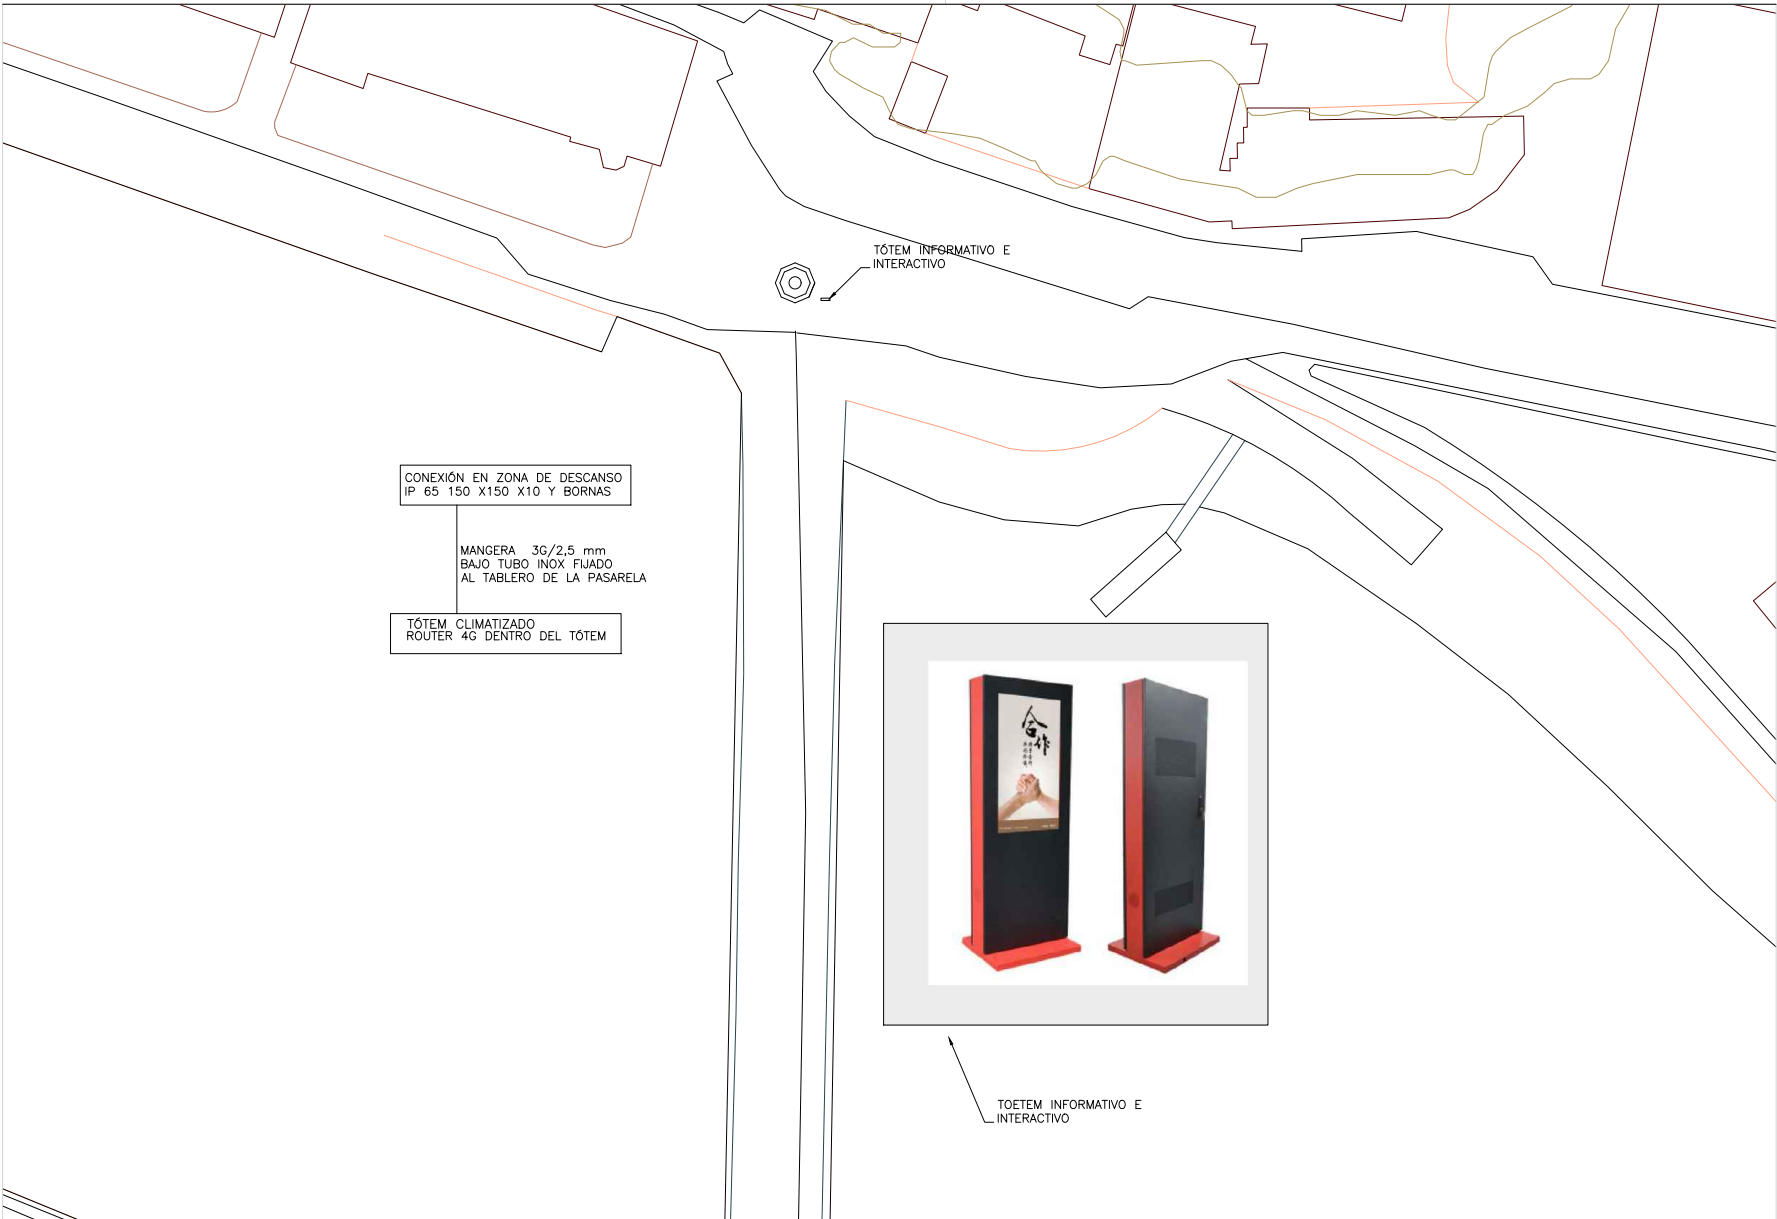 TÓTEM INFORMATIVO E
INTERACTIVO
CONEXIÓN EN ZONA DE DESCANSO
IP 65 150 X150 X10 Y BORNAS
MANGERA 3G/2,5 mm
BAJO TUBO INOX FIJADO
AL TABLERO DE LA PASARELA
TÓTEM CLIMATIZADO
ROUTER 4G DENTRO DEL TÓTEM
合作
TOETEM INFORMATIVO E
INTERACTIVO